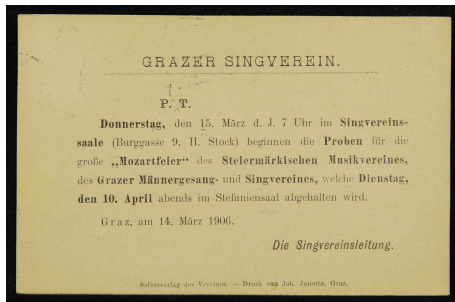 GRAZER SINGVEREIN.
P. T.
Donnerstag, den 15. März d. J. 7 Uhr im Singvereins-
saale (Burggasse 9, II. Stock) beginnen die Proben für die
große „Mozartfeier“ des Steiermärkischen Musikvereines,
des Grazer Männergesang- und Singvereines, welche Dienstag,
den 10. April abends im Stefaniensaal abgehalten wird.
Graz, am 14. März 1906.
Die Singvereinsleitung.
Selbstverlag des Vereines. — Druck von Joh. Janotta, Graz.